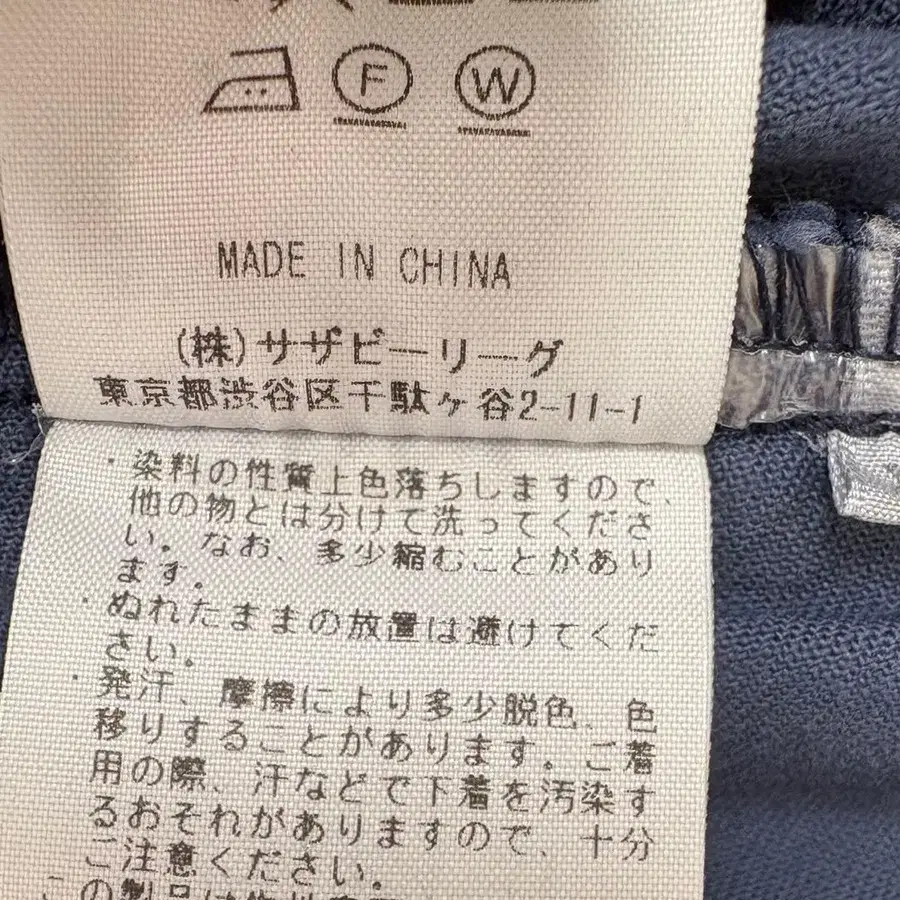 F W
MADE IN CHINA
(株)サザビーリーグ
東京都渋谷区千駄ヶ谷2-11-1
・染料の性質上色落ちしますので、
他の物とは分けて洗ってくださ
い。なお、多少縮むことがあり
ます。
・ぬれたままの放置は避けてくだ
さい。
・発汗、摩擦により多少脱色、色
移りすることがあります。ご着
用の際、汗などで下着を汚染す
るおそれがありますので、十分
ご注意ください。
この製品は